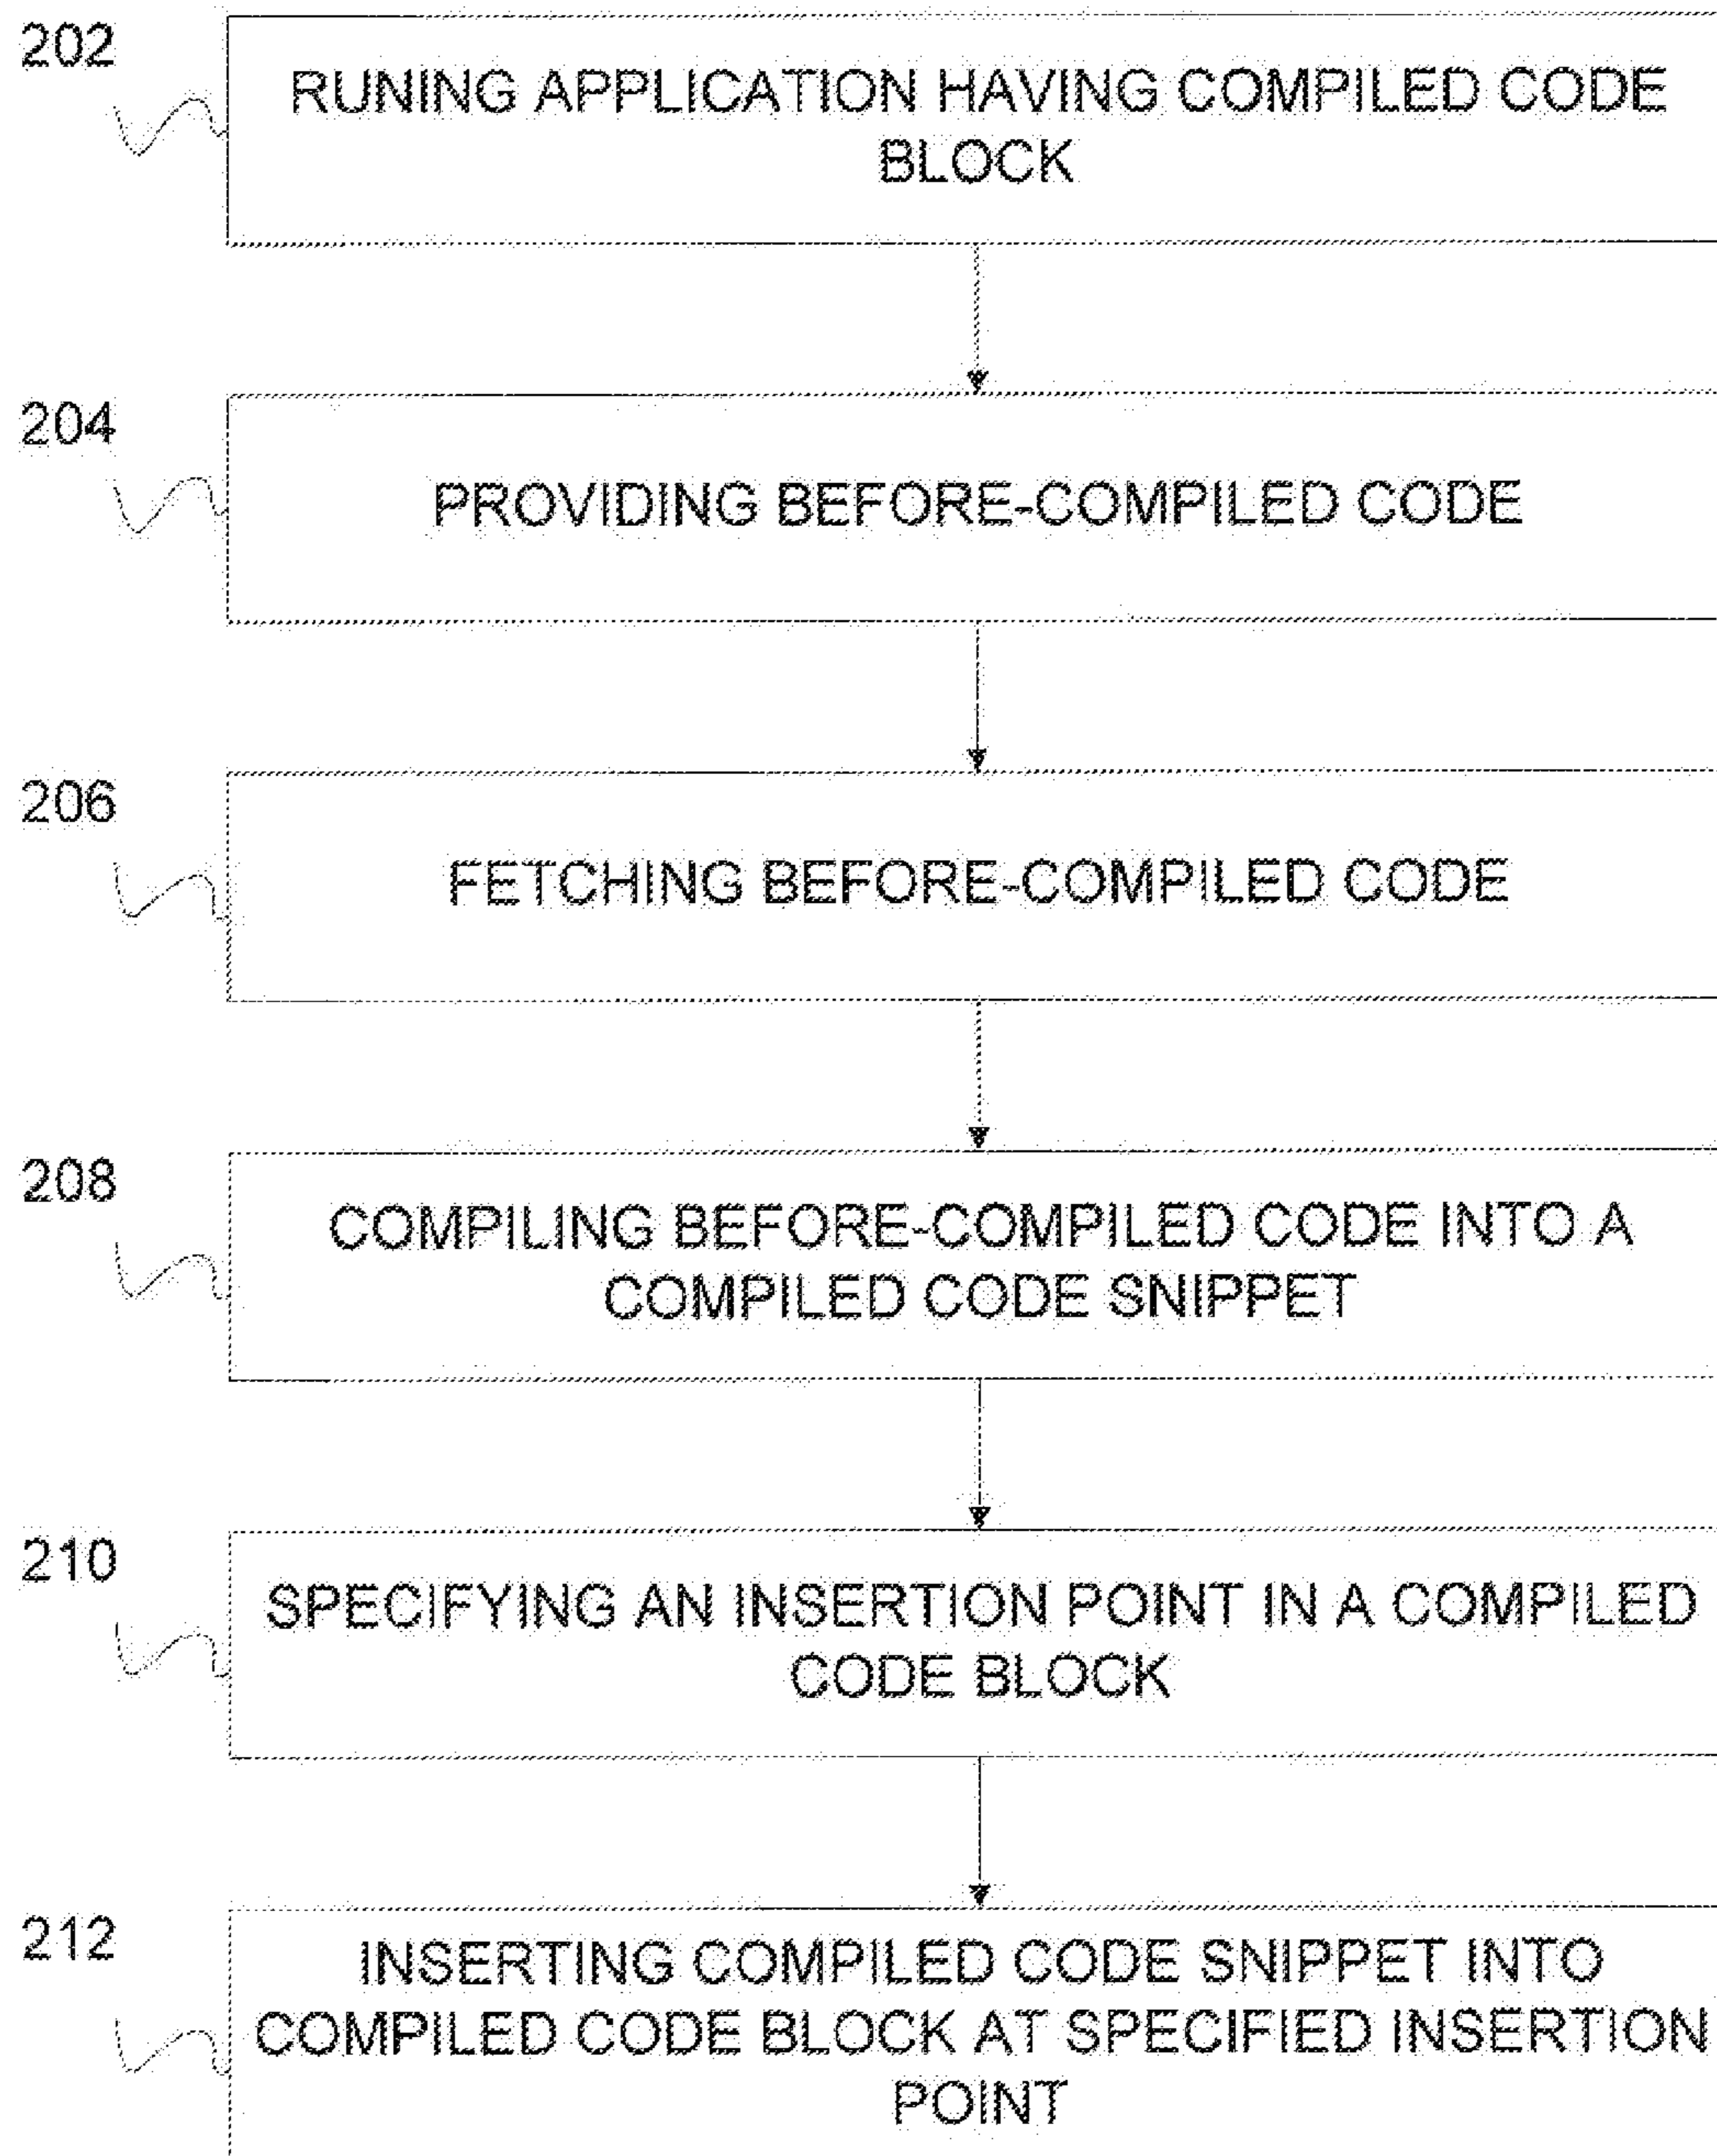 202
RUNING APPLICATION HAVING COMPILED CODE
BLOCK
204
PROVIDING BEFORE-COMPILED CODE
206
FETCHING BEFORE-COMPILED CODE
208
COMPILING BEFORE-COMPILED CODE INTO A
COMPILED CODE SNIPPET
210
SPECIFYING AN INSERTION POINT IN A COMPILED
CODE BLOCK
212
INSERTING COMPILED CODE SNIPPET INTO
COMPILED CODE BLOCK AT SPECIFIED INSERTION
POINT